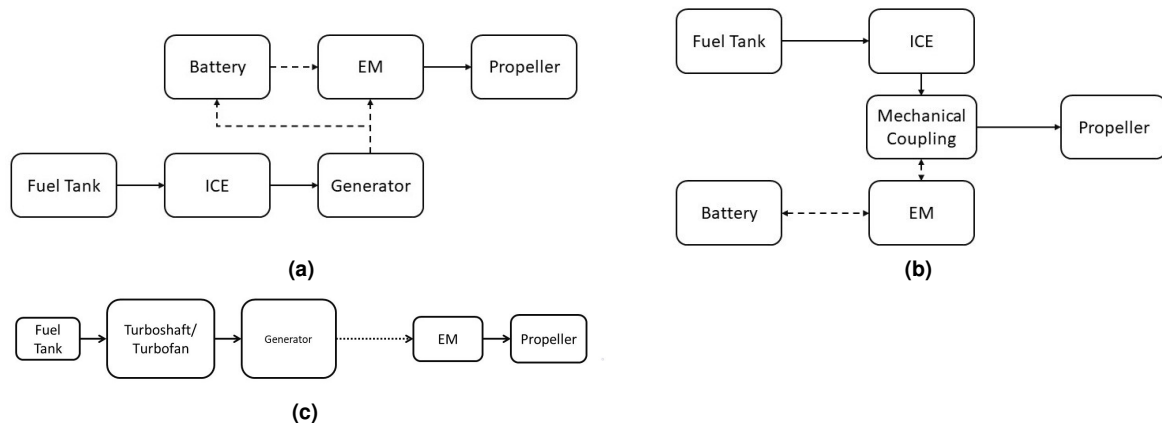 Battery
EM
Propeller
Fuel Tank
ICE
Generator
(a)
Fuel Tank
ICE
Mechanical
Coupling
Propeller
Battery
EM
(b)
Fuel
Tank
Turboshaft/
Turbofan
Generator
EM
Propeller
(c)